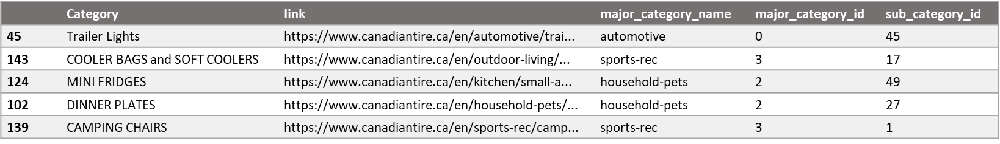 Category link major_category_name major_category_id sub_category_id
45 Trailer Lights https://www.canadiantire.ca/en/automotive/trai... automotive 0 45
143 COOLER BAGS and SOFT COOLERS https://www.canadiantire.ca/en/outdoor-living/... sports-rec 3 17
124 MINI FRIDGES https://www.canadiantire.ca/en/kitchen/small-a... household-pets 2 49
102 DINNER PLATES https://www.canadiantire.ca/en/household-pets/... household-pets 2 27
139 CAMPING CHAIRS https://www.canadiantire.ca/en/sports-rec/camp... sports-rec 3 1